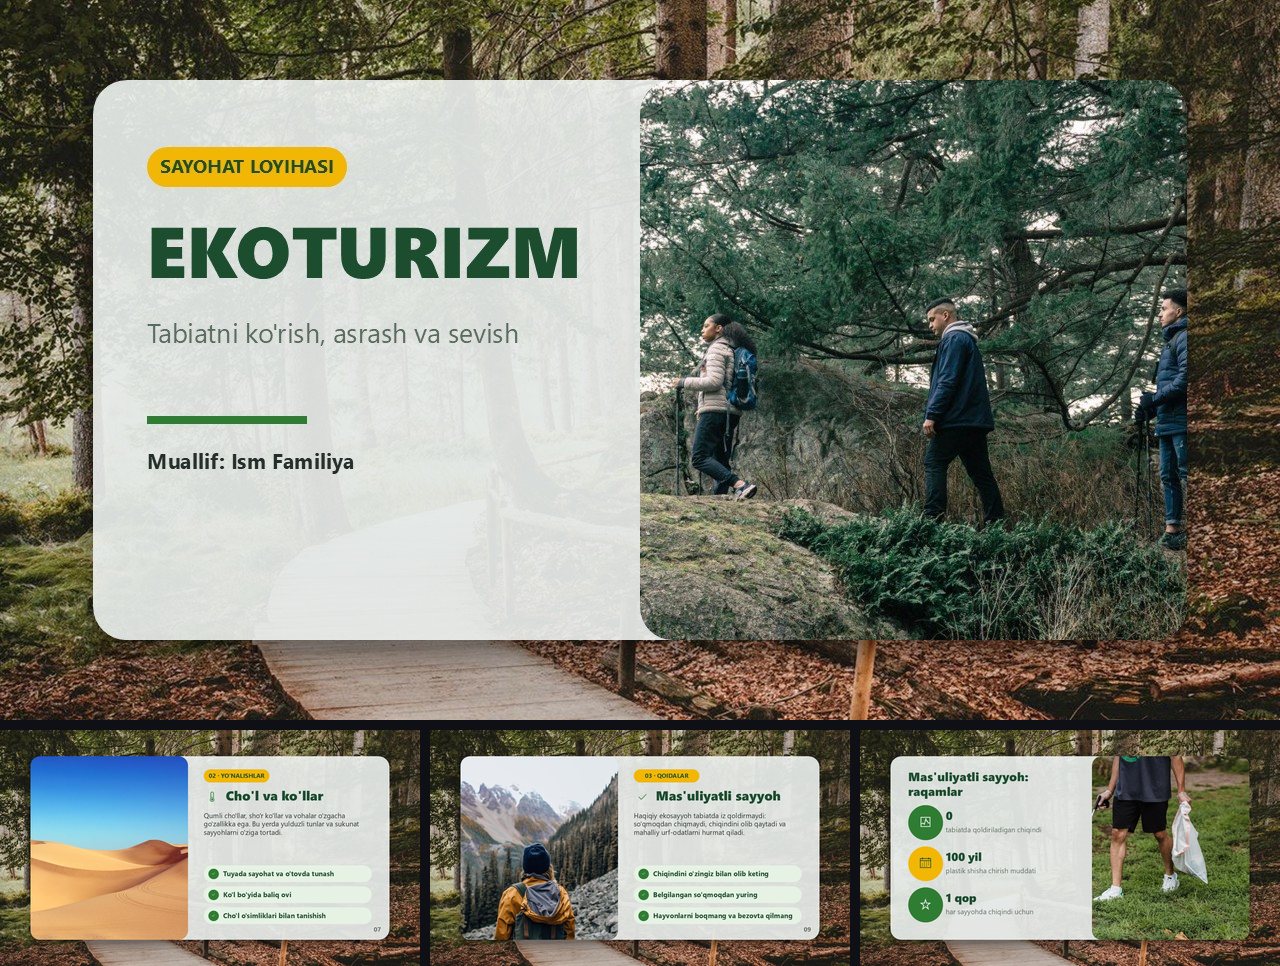 SAYOHAT LOYIHASI
EKOTURIZM
Tabiatni ko'rish, asrash va sevish
Muallif: Ism Familiya
02 · YO'NALISHLAR
Cho'l va ko'llar
Qumli cho'llar, sho'r ko'llar va vohalar o'zgacha
go'zallikka ega. Bu yerda yulduzli tunlar va sukunat
sayyohlarni o'ziga tortadi.
Tuyada sayohat va o'tovda tunash
Ko'l bo'yida baliq ovi
Cho'l o'simliklari bilan tanishish
07
03 · QOIDALAR
Mas'uliyatli sayyoh
Haqiqiy ekosayyoh tabiatda iz qoldirmaydi:
so'qmoqdan chiqmaydi, chiqindini olib qaytadi va
mahalliy urf-odatlarni hurmat qiladi.
Chiqindini o'zingiz bilan olib keting
Belgilangan so'qmoqdan yuring
Hayvonlarni boqmang va bezovta qilmang
09
Mas'uliyatli sayyoh:
raqamlar
0
tabiatda qoldiriladigan chiqindi
100 yil
plastik shisha chirish muddati
1 qop
har sayyohda chiqindi uchun